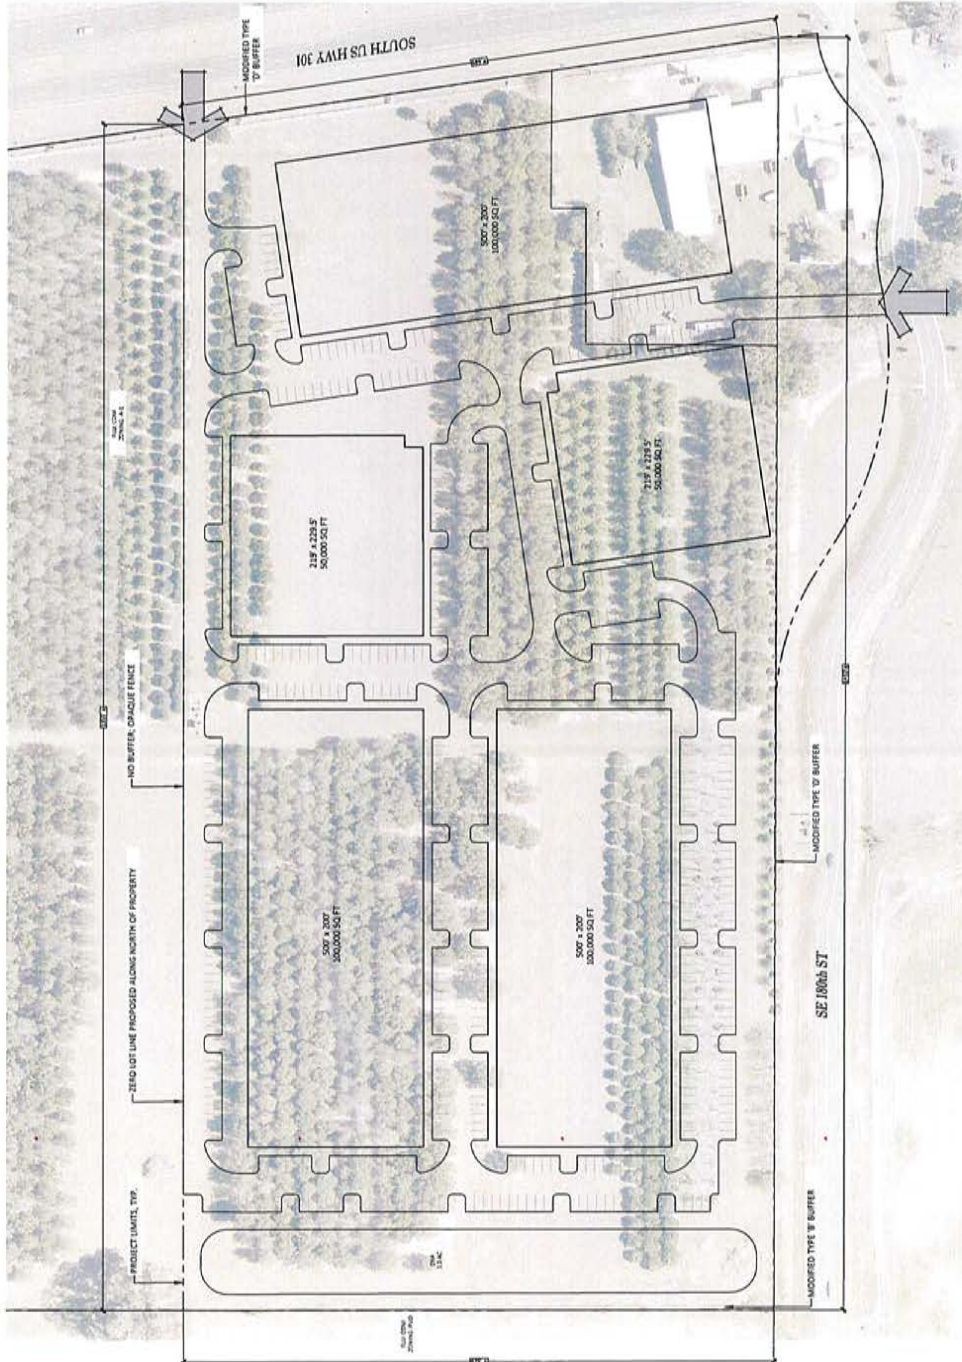 SOUTH US HWY 301
MODIFIED TYPE
'D' BUFFER
500' x 200'
100,000 SQ FT
219' x 229.5'
50,000 SQ FT
219' x 229.5'
50,000 SQ FT
NO BUFFER; OPAQUE FENCE
ZERO LOT LINE PROPOSED ALONG NORTH OF PROPERTY
PROJECT LIMITS, TYP.
500' x 200'
100,000 SQ FT
500' x 200'
100,000 SQ FT
MODIFIED TYPE 'D' BUFFER
SE 180th ST
MODIFIED TYPE 'B' BUFFER